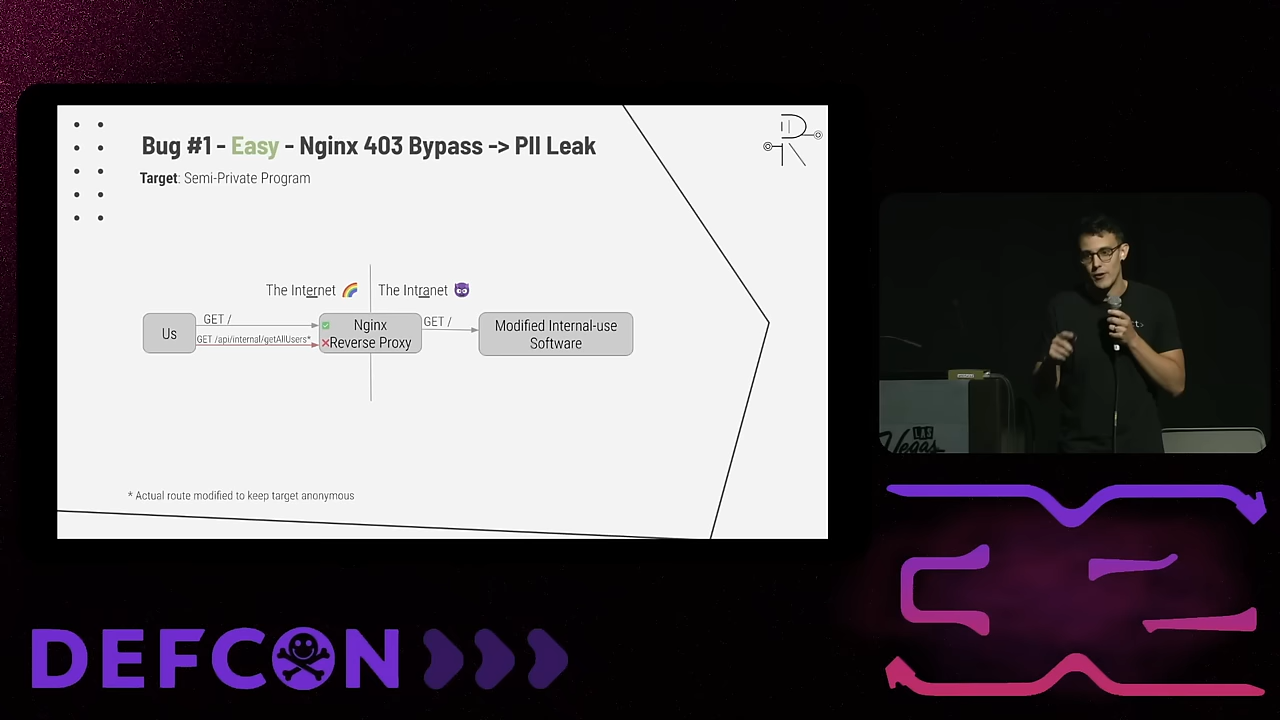 Bug #1 - Easy - Nginx 403 Bypass -> PII Leak
Target: Semi-Private Program
The Internet 🌈
The Intranet 👿
GET /
GET /api/internal/getAllUsers*
Us
✅ Nginx
❌Reverse Proxy
GET /
Modified Internal-use
Software
* Actual route modified to keep target anonymous
LAS
Vegas
DEFCON